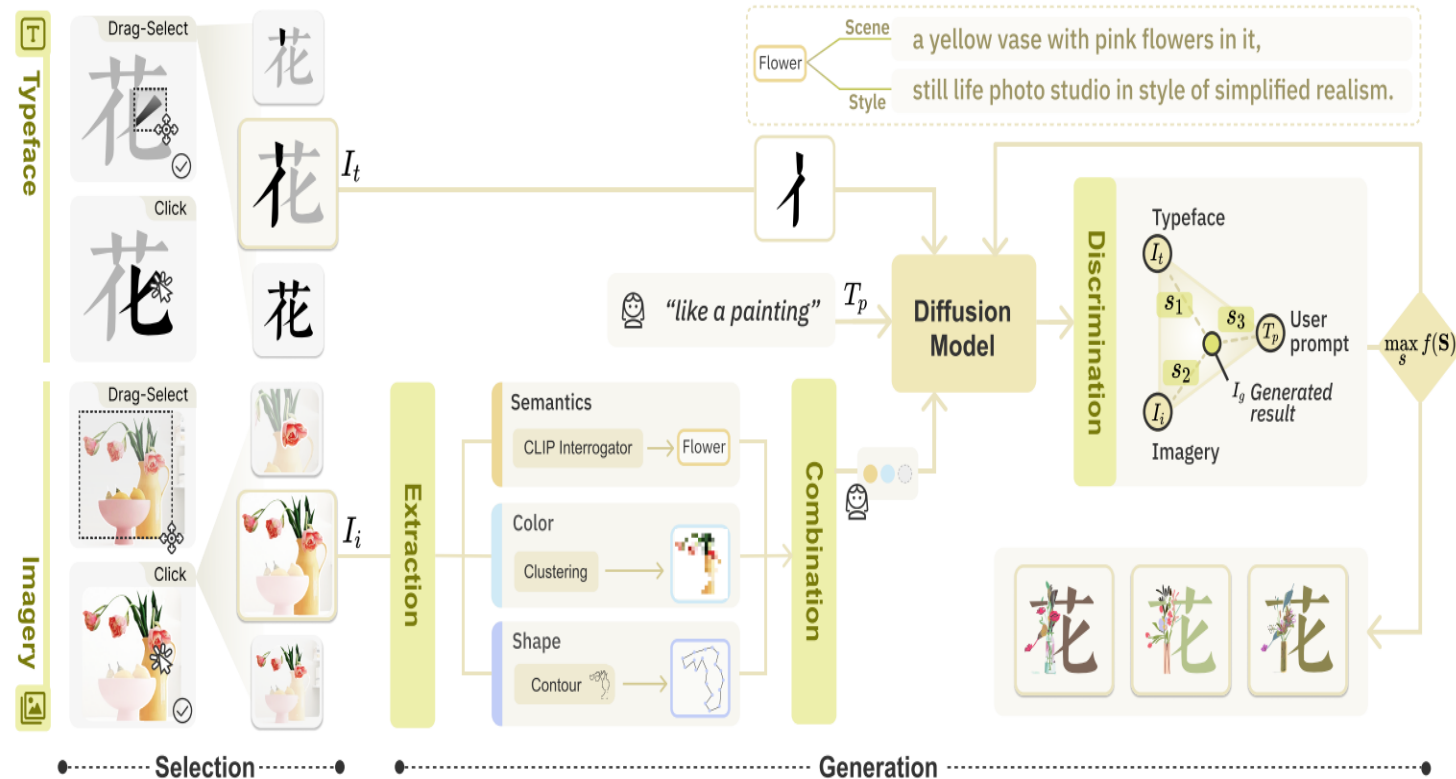 T
Typeface
Drag-Select
花
Click
花
花
花
花
I_t
Flower
Scene
a yellow vase with pink flowers in it,
Style
still life photo studio in style of simplified realism.
“like a painting”
T_p
Diffusion
Model
Discrimination
Typeface
I_t
s_1
s_3
T_p
User
prompt
s_2
I_g Generated
result
I_i
Imagery
max f(S)
s
Imagery
Drag-Select
Click
I_i
Extraction
Semantics
CLIP Interrogator
Flower
Color
Clustering
Shape
Contour
Combination
花
花
花
Selection
Generation